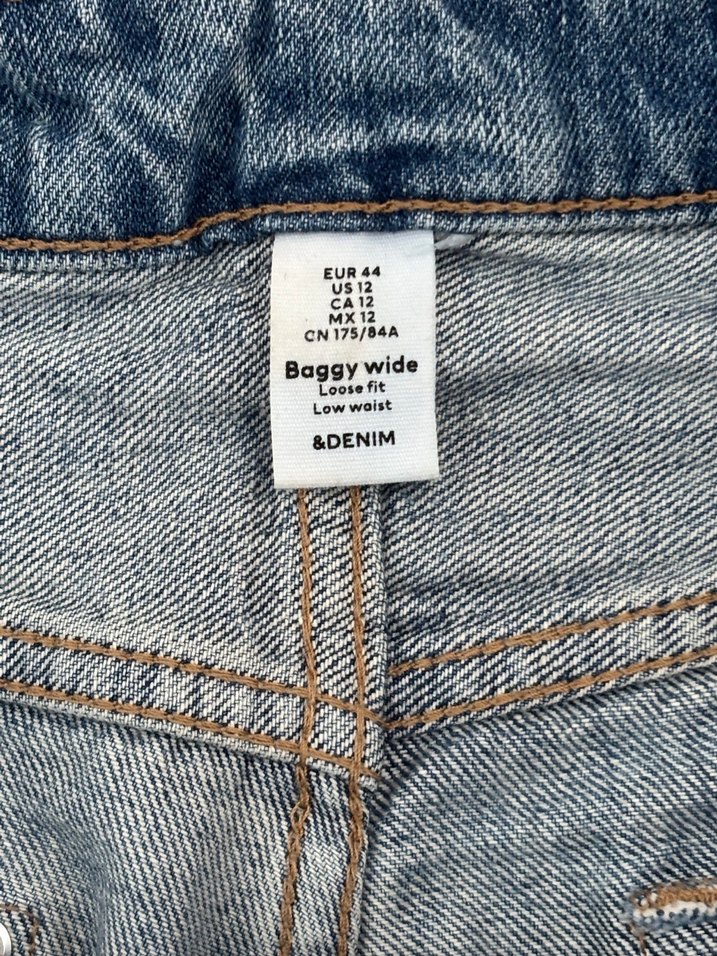 EUR 44
US 12
CA 12
MX 12
CN 175/84A
Baggy wide
Loose fit
Low waist
&DENIM